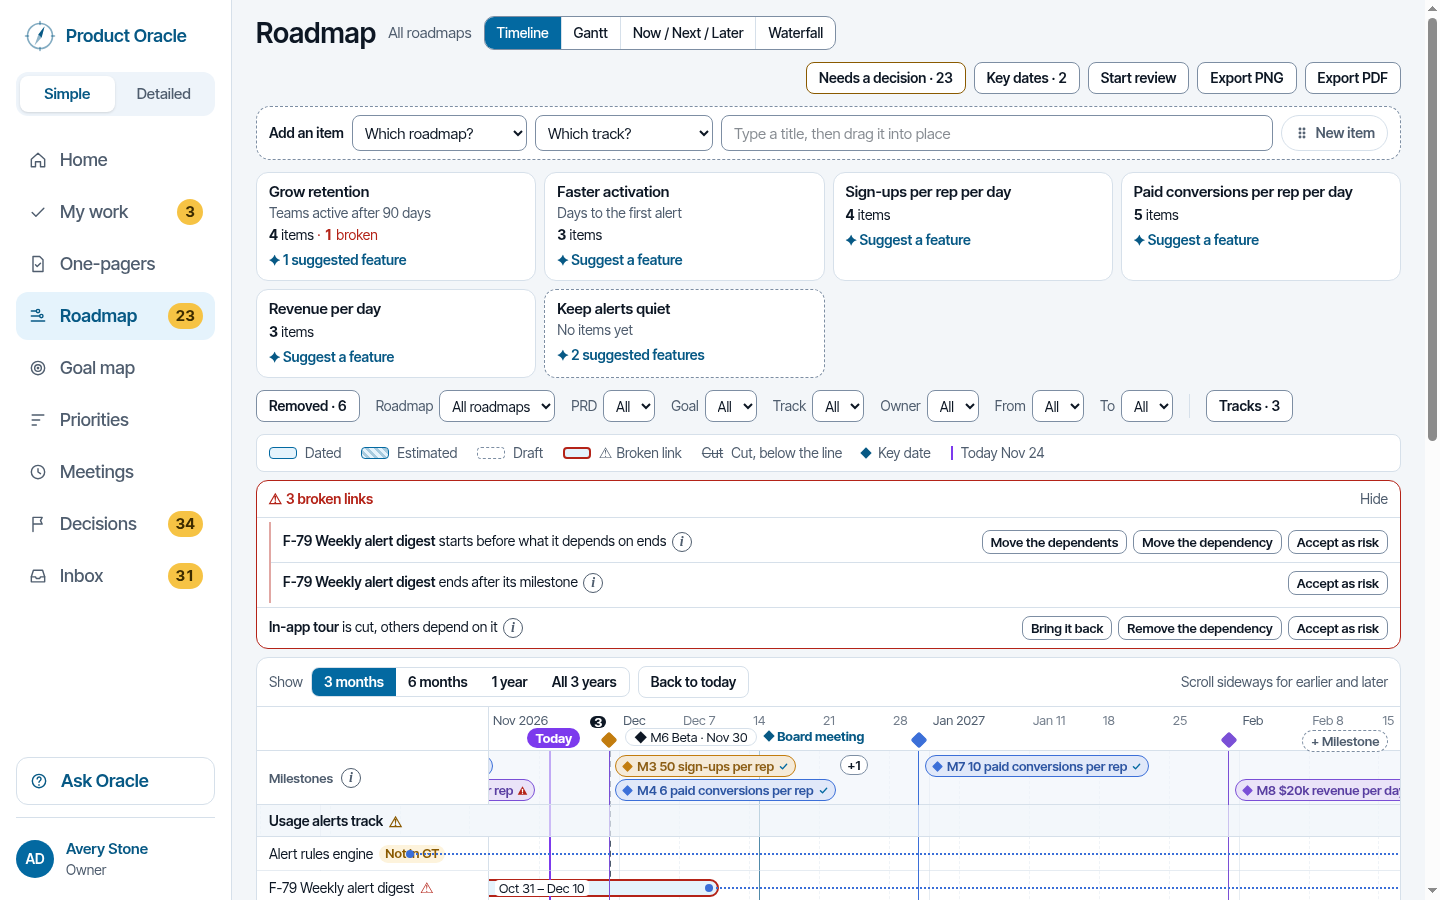 Product Oracle
Simple
Detailed
Home
My work 3
One-pagers
Roadmap 23
Goal map
Priorities
Meetings
Decisions 34
Inbox 31
Ask Oracle
AD
Avery Stone
Owner
Roadmap All roadmaps Timeline Gantt Now / Next / Later Waterfall
Needs a decision · 23 Key dates · 2 Start review Export PNG Export PDF
Add an item Which roadmap? Which track? Type a title, then drag it into place New item
Grow retention
Teams active after 90 days
4 items · 1 broken
1 suggested feature
Faster activation
Days to the first alert
3 items
Suggest a feature
Sign-ups per rep per day
4 items
Suggest a feature
Paid conversions per rep per day
5 items
Suggest a feature
Revenue per day
3 items
Suggest a feature
Keep alerts quiet
No items yet
2 suggested features
Removed · 6 Roadmap All roadmaps PRD All Goal All Track All Owner All From All To All Tracks · 3
Dated Estimated Draft Broken link Cut Cut, below the line Key date Today Nov 24
3 broken links Hide
F-79 Weekly alert digest starts before what it depends on ends Move the dependents Move the dependency Accept as risk
F-79 Weekly alert digest ends after its milestone Accept as risk
In-app tour is cut, others depend on it Bring it back Remove the dependency Accept as risk
Show 3 months 6 months 1 year All 3 years Back to today Scroll sideways for earlier and later
Nov 2026 3 Dec Dec 7 14 21 28 Jan 2027 Jan 11 18 25 Feb Feb 8 15
Today M6 Beta · Nov 30 Board meeting + Milestone
Milestones M3 50 sign-ups per rep +1 M7 10 paid conversions per rep
rep M4 6 paid conversions per rep M8 $20k revenue per day
Usage alerts track
Alert rules engine Not in GT
F-79 Weekly alert digest Oct 31 – Dec 10